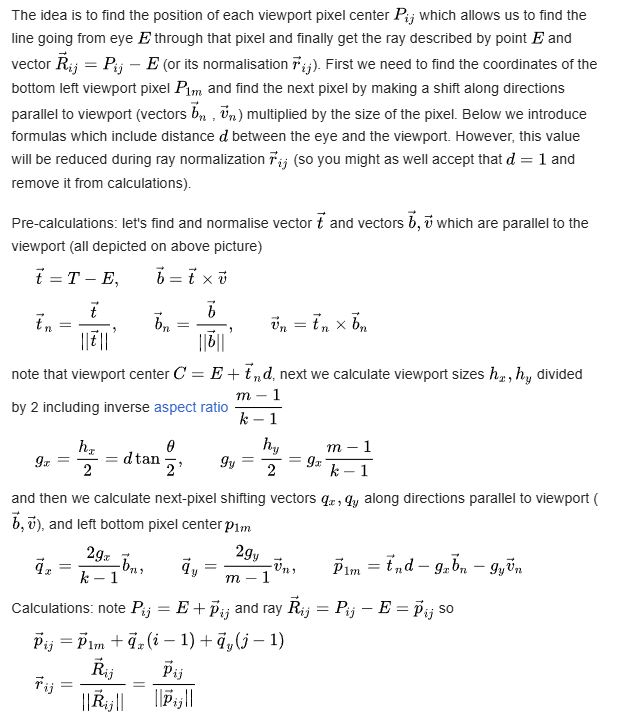 The idea is to find the position of each viewport pixel center $P_{ij}$ which allows us to find the
line going from eye $E$ through that pixel and finally get the ray described by point $E$ and
vector $\vec{R}_{ij} = P_{ij} - E$ (or its normalisation $\vec{r}_{ij}$). First we need to find the coordinates of the
bottom left viewport pixel $P_{1m}$ and find the next pixel by making a shift along directions
parallel to viewport (vectors $\vec{b}_n$ , $\vec{v}_n$) multiplied by the size of the pixel. Below we introduce
formulas which include distance $d$ between the eye and the viewport. However, this value
will be reduced during ray normalization $\vec{r}_{ij}$ (so you might as well accept that $d = 1$ and
remove it from calculations).
Pre-calculations: let's find and normalise vector $\vec{t}$ and vectors $\vec{b}, \vec{v}$ which are parallel to the
viewport (all depicted on above picture)
$\vec{t} = T - E, \qquad \vec{b} = \vec{t} \times \vec{v}$
$\vec{t}_n = \frac{\vec{t}}{||\vec{t}||}, \qquad \vec{b}_n = \frac{\vec{b}}{||\vec{b}||}, \qquad \vec{v}_n = \vec{t}_n \times \vec{b}_n$
note that viewport center $C = E + \vec{t}_n d$, next we calculate viewport sizes $h_x, h_y$ divided
by 2 including inverse aspect ratio $\frac{m-1}{k-1}$
$g_x = \frac{h_x}{2} = d \tan \frac{\theta}{2}, \qquad g_y = \frac{h_y}{2} = g_x \frac{m-1}{k-1}$
and then we calculate next-pixel shifting vectors $q_x, q_y$ along directions parallel to viewport (
$\vec{b}, \vec{v}$), and left bottom pixel center $p_{1m}$
$\vec{q}_x = \frac{2g_x}{k-1} \vec{b}_n, \qquad \vec{q}_y = \frac{2g_y}{m-1} \vec{v}_n, \qquad \vec{p}_{1m} = \vec{t}_n d - g_x \vec{b}_n - g_y \vec{v}_n$
Calculations: note $P_{ij} = E + \vec{p}_{ij}$ and ray $\vec{R}_{ij} = P_{ij} - E = \vec{p}_{ij}$ so
$\vec{p}_{ij} = \vec{p}_{1m} + \vec{q}_x (i-1) + \vec{q}_y (j-1)$
$\vec{r}_{ij} = \frac{\vec{R}_{ij}}{||\vec{R}_{ij}||} = \frac{\vec{p}_{ij}}{||\vec{p}_{ij}||}$